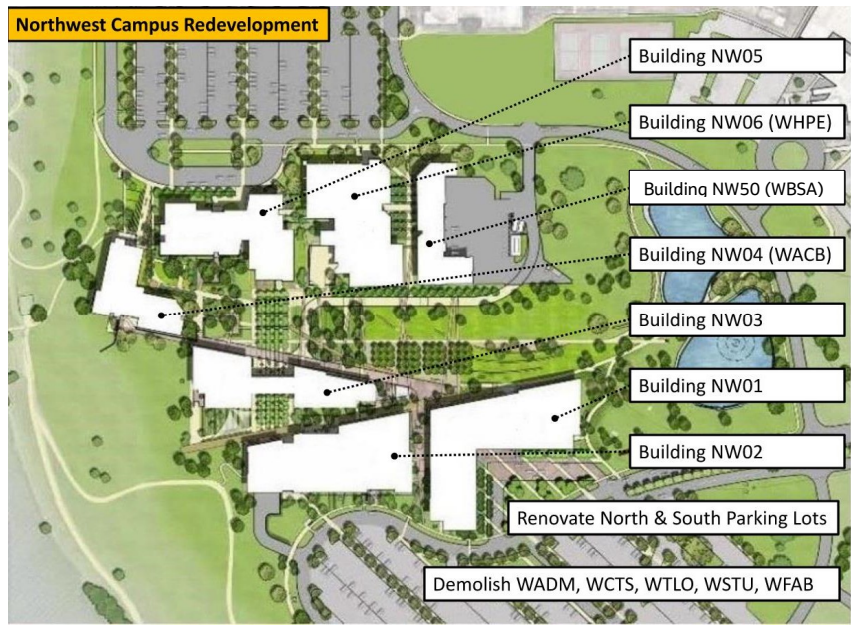 Northwest Campus Redevelopment
Building NW05
Building NW06 (WHPE)
Building NW50 (WBSA)
Building NW04 (WACB)
Building NW03
Building NW01
Building NW02
Renovate North & South Parking Lots
Demolish WADM, WCTS, WTLO, WSTU, WFAB